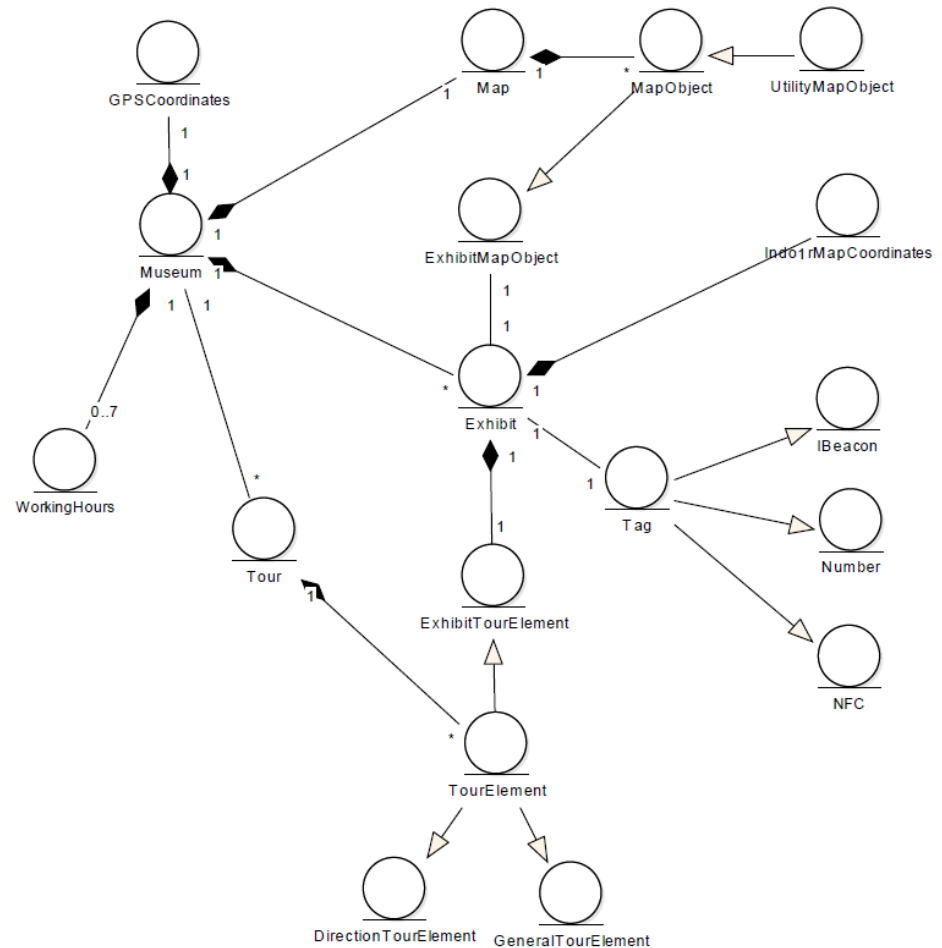 GPSCoordinates
Map
MapObject
UtilityMapObject
1
*
1
1
1
1
Museum
1
1
1
ExhibitMapObject
Indo1rMapCoordinates
1
1
*
1
Exhibit
1
0..7
WorkingHours
*
1
1
Tag
IBeacon
Number
NFC
Tour
1
1
ExhibitTourElement
*
TourElement
DirectionTourElement
GeneralTourElement